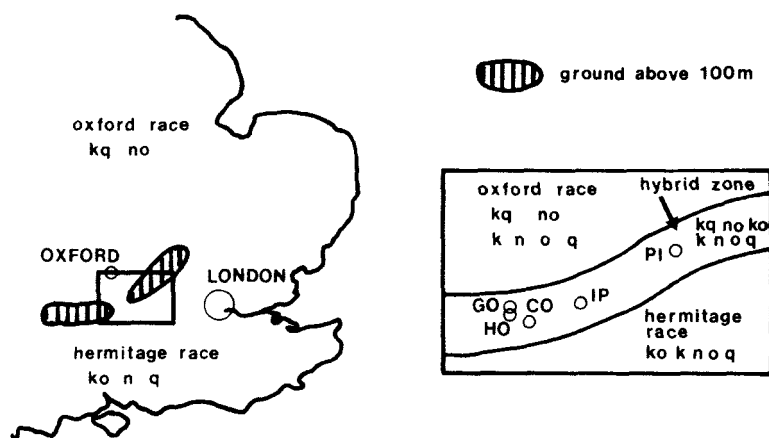 oxford race
kq no
OXFORD
LONDON
hermitage race
ko n q
ground above 100m
oxford race
kq no
k n o q
hybrid zone
kq no ko
k n o q
PI
GO
CO
IP
HO
hermitage
race
ko k n o q